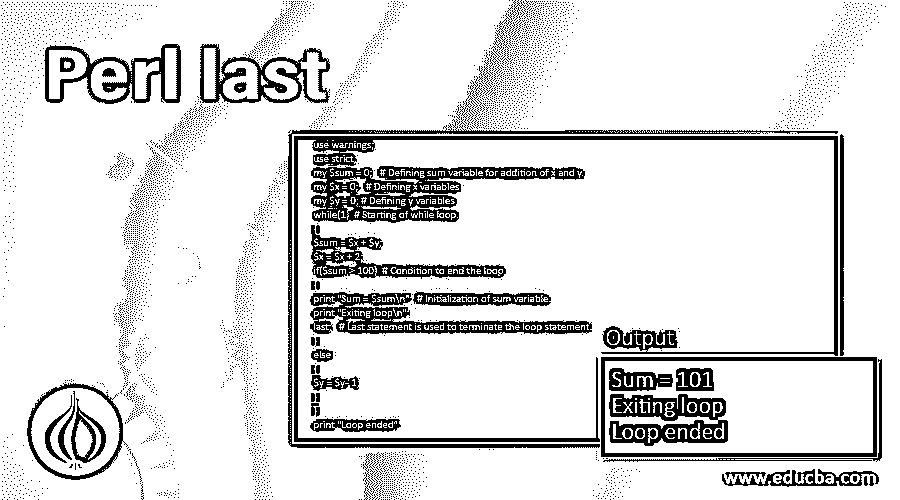 Perl last
use warnings;
use strict;
my $sum = 0; # Defining sum variable for addition of x and y.
my $x = 0; # Defining x variables
my $y = 0; # Defining y variables
while(1) # Starting of while loop.
{
$sum = $x + $y;
$x = $x + 2;
if($sum > 100) # Condition to end the loop
{
print "Sum = $sum\n"; # Initialization of sum variable.
print "Exiting loop\n";
last; # Last statement is used to terminate the loop statement.
}
else
{
$y=$y-1
}
}
print "Loop ended";
Output
Sum = 101
Exiting loop
Loop ended
www.educba.com